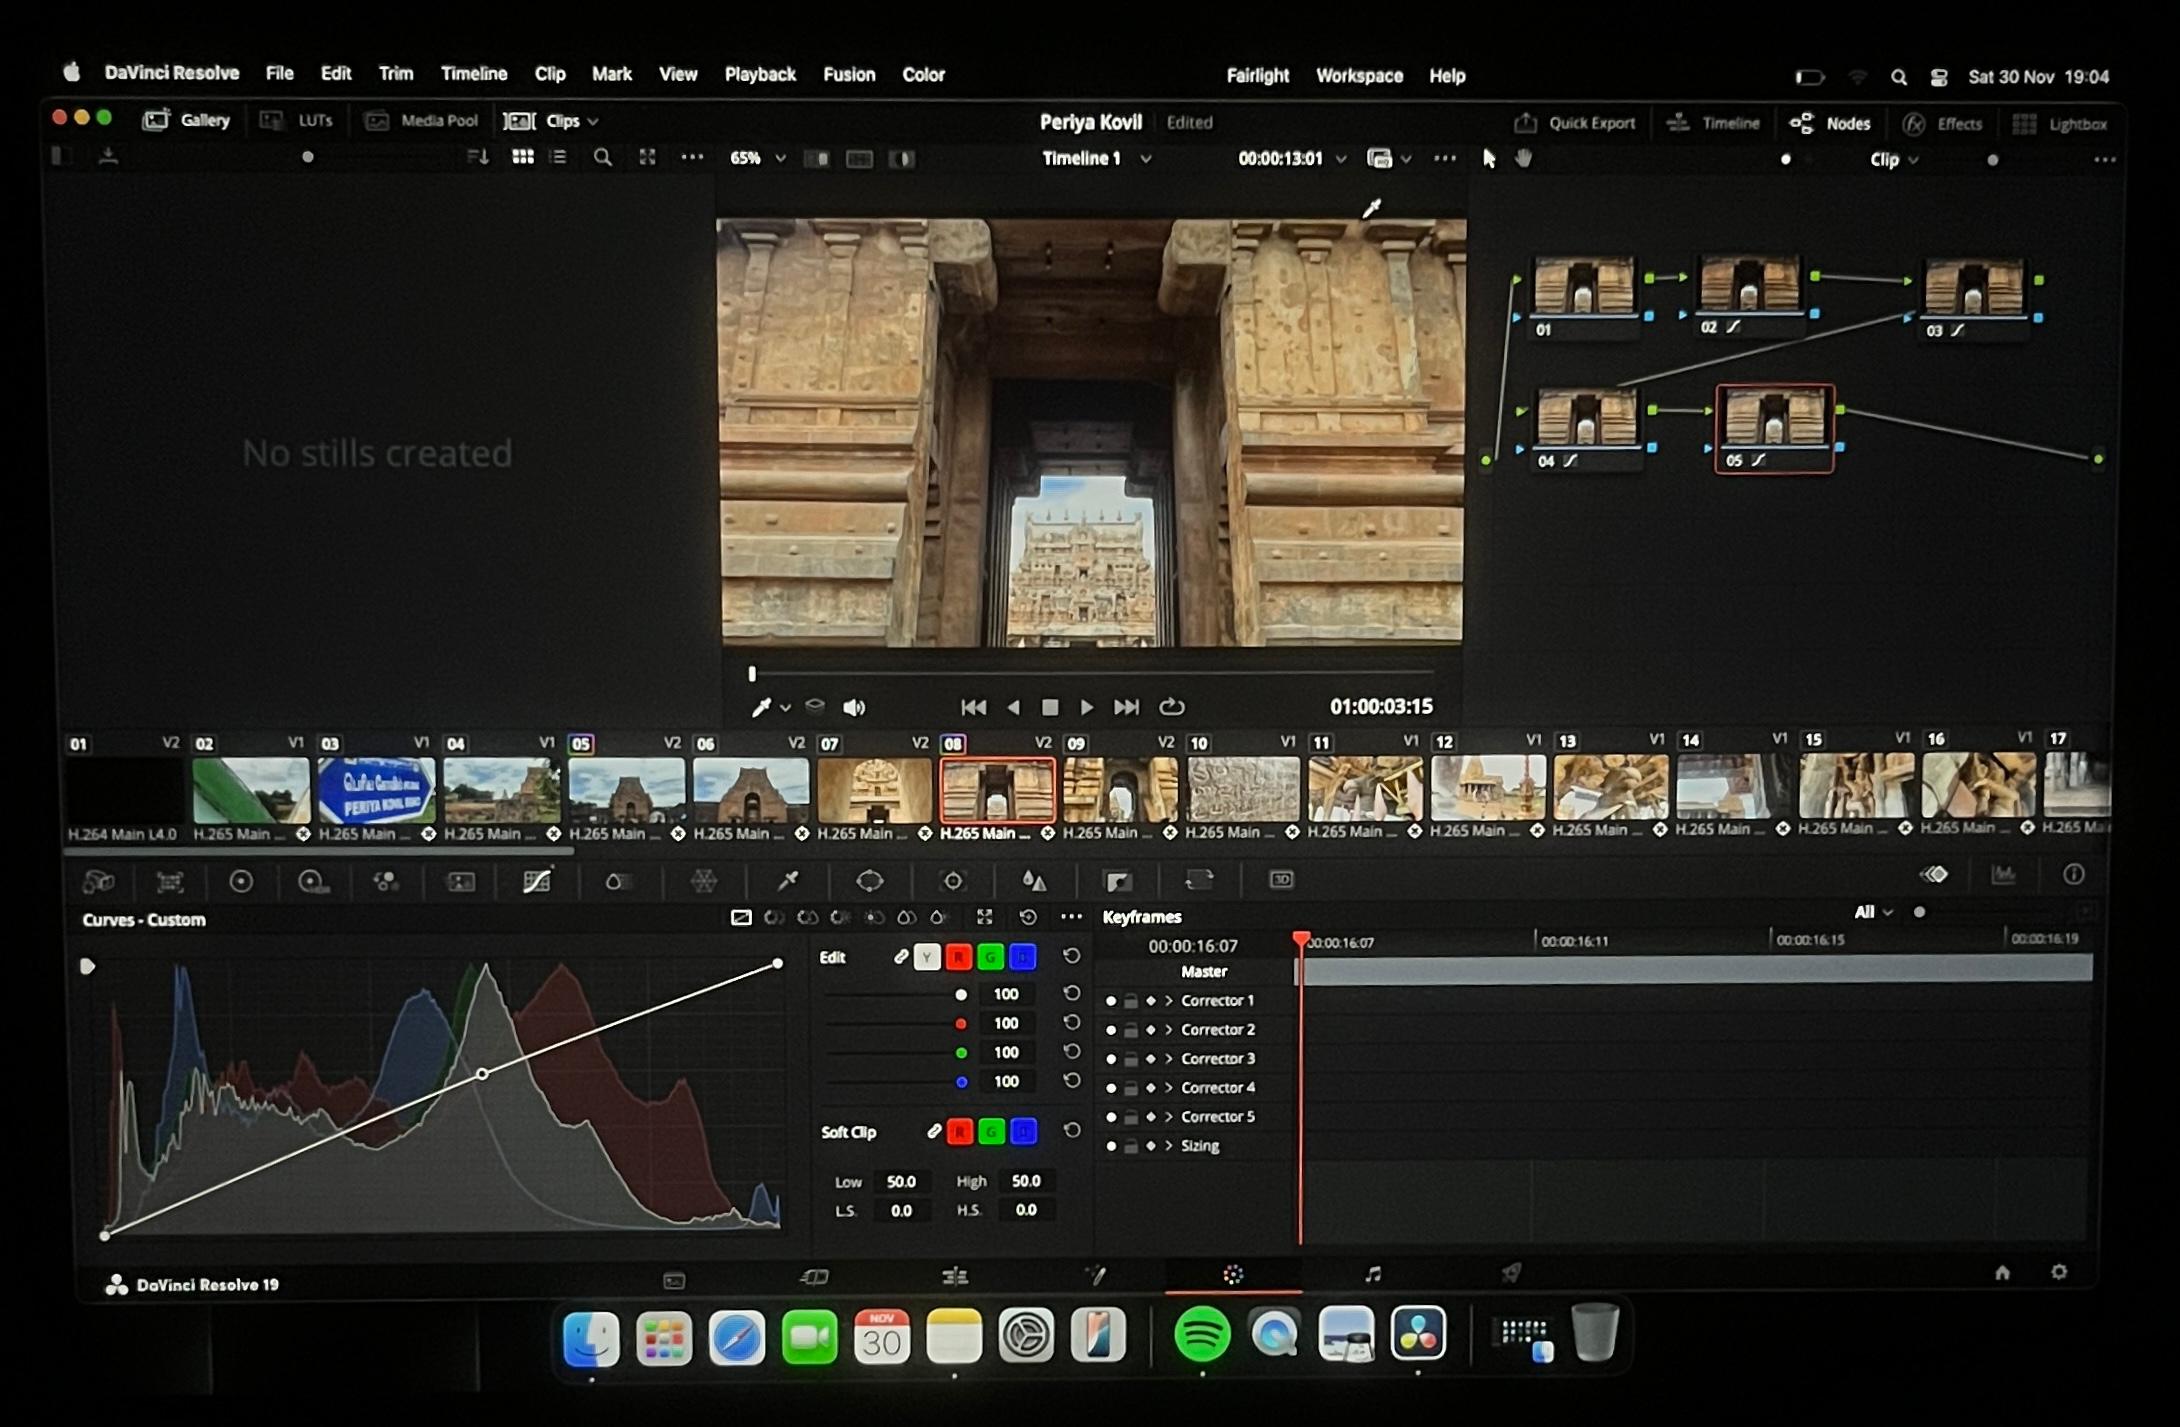 DaVinci Resolve File Edit Trim Timeline Clip Mark View Playback Fusion Color Fairlight Workspace Help Sat 30 Nov 19:04
Gallery LUTs Media Pool Clips Periya Kovil Edited Quick Export Timeline Nodes Effects Lightbox
65% Timeline 1 00:00:13:01 Clip
No stills created
01 02 03
04 05
01:00:03:15
01 V2 02 V1 03 V1 04 V1 05 V2 06 V2 07 V2 08 V2 09 V2 10 V1 11 V1 12 V1 13 V1 14 V1 15 V1 16 V1 17
பெரிய கோவில்
PERIYA KOVIL
H.264 Main L4.0 H.265 Main ... H.265 Main ... H.265 Main ... H.265 Main ... H.265 Main ... H.265 Main ... H.265 Main ... H.265 Main ... H.265 Main ... H.265 Main ... H.265 Main ... H.265 Main ... H.265 Main ... H.265 Main ... H.265 Main ... H.265 Ma
3D
Curves - Custom Keyframes All
00:00:16:07 00:00:16:07 00:00:16:11 00:00:16:15 00:00:16:19
Edit Y R G
Master
100 Corrector 1
100 Corrector 2
100 Corrector 3
100 Corrector 4
Corrector 5
Soft Clip R G
Sizing
Low 50.0 High 50.0
L.S. 0.0 H.S. 0.0
DaVinci Resolve 19
NOV
30